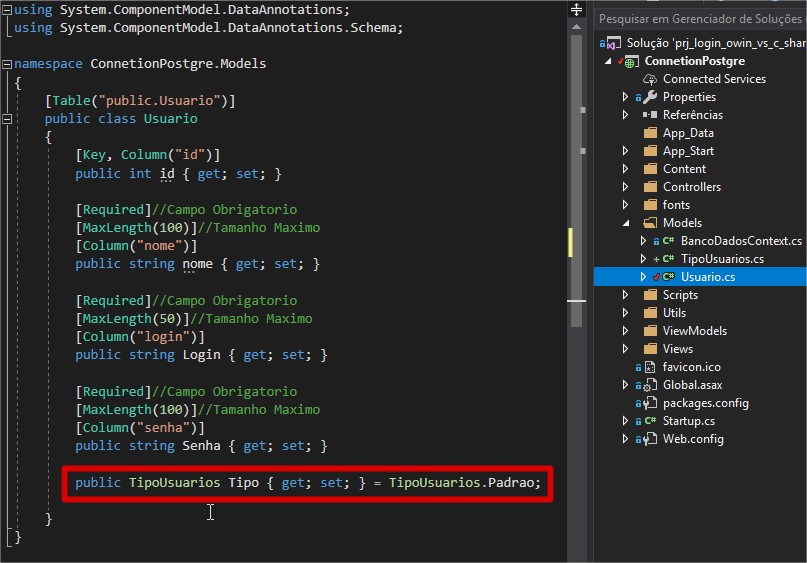 using System.ComponentModel.DataAnnotations;
using System.ComponentModel.DataAnnotations.Schema;
namespace ConnetionPostgre.Models
{
[Table("public.Usuario")]
public class Usuario
{
[Key, Column("id")]
public int id { get; set; }
[Required]//Campo Obrigatorio
[MaxLength(100)]//Tamanho Maximo
[Column("nome")]
public string nome { get; set; }
[Required]//Campo Obrigatorio
[MaxLength(50)]//Tamanho Maximo
[Column("login")]
public string Login { get; set; }
[Required]//Campo Obrigatorio
[MaxLength(100)]//Tamanho Maximo
[Column("senha")]
public string Senha { get; set; }
public TipoUsuarios Tipo { get; set; } = TipoUsuarios.Padrao;
}
}
Pesquisar em Gerenciador de Soluções
Solução 'prj_login_owin_vs_c_shar
ConnetionPostgre
Connected Services
Properties
Referências
App_Data
App_Start
Content
Controllers
fonts
Models
C# BancoDadosContext.cs
C# TipoUsuarios.cs
C# Usuario.cs
Scripts
Utils
ViewModels
Views
favicon.ico
Global.asax
packages.config
C# Startup.cs
Web.config